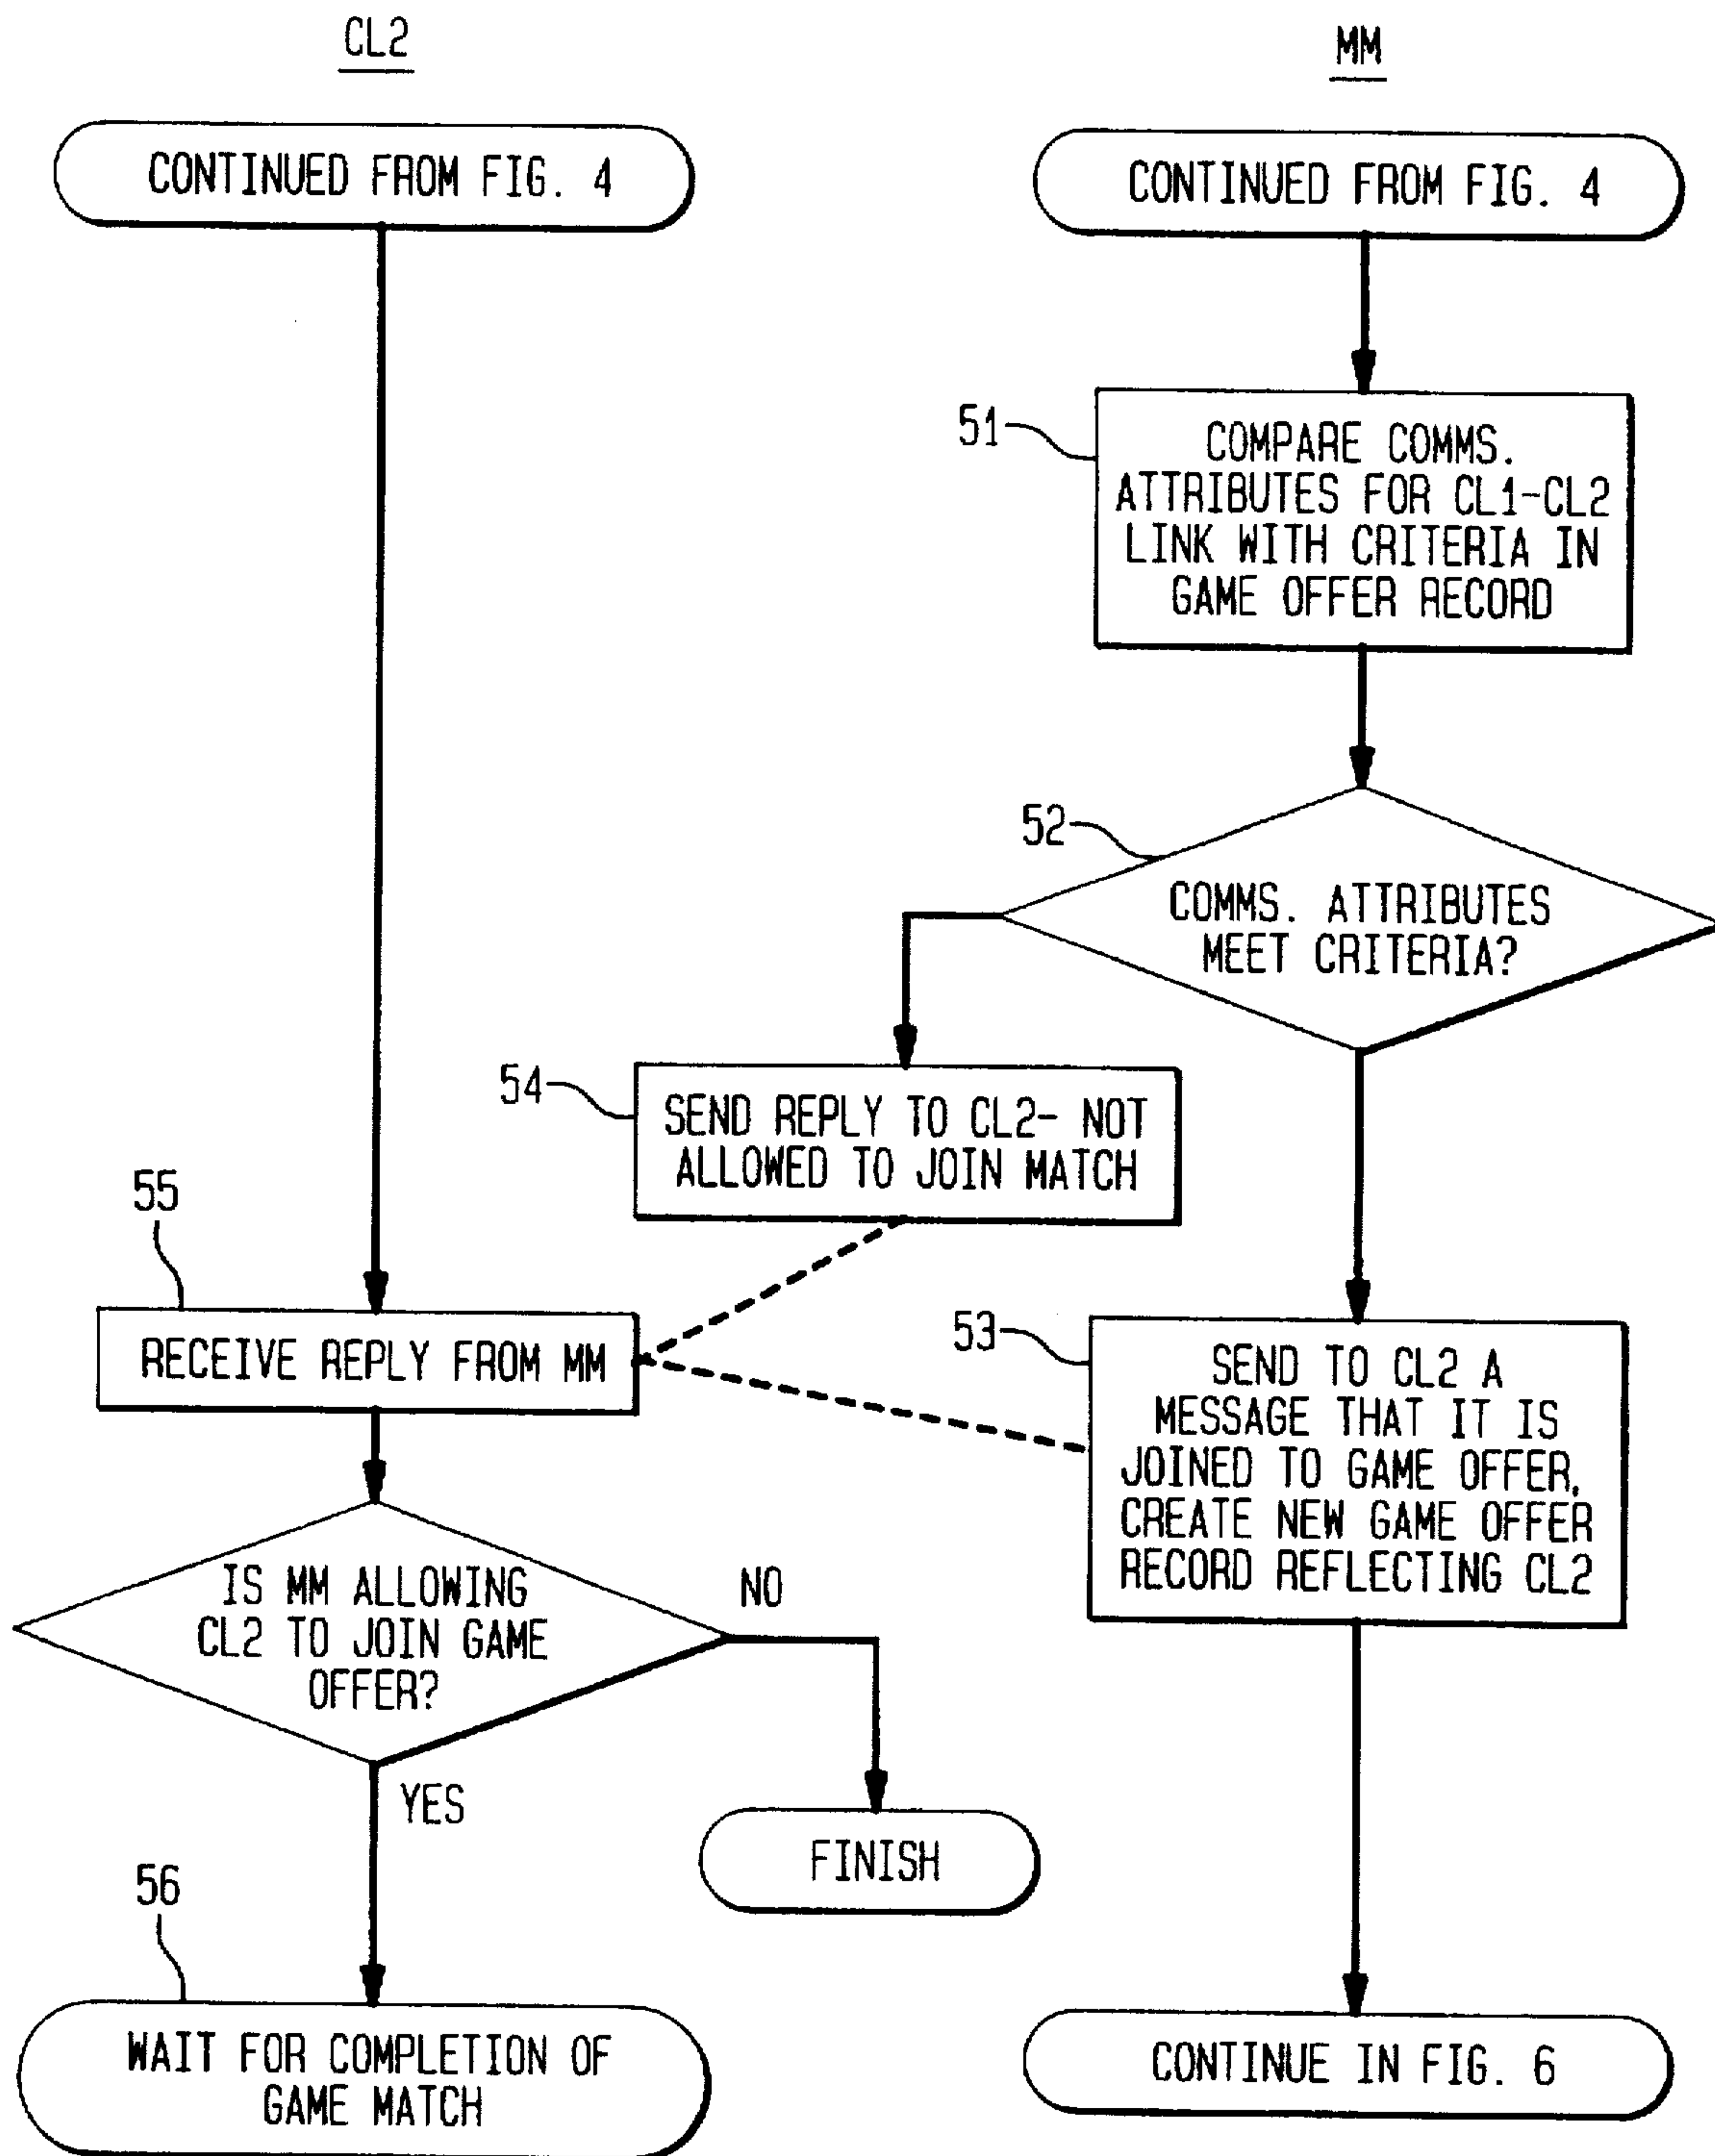 CL2
MM
CONTINUED FROM FIG. 4
CONTINUED FROM FIG. 4
51
COMPARE COMMS.
ATTRIBUTES FOR CL1-CL2
LINK WITH CRITERIA IN
GAME OFFER RECORD
52
COMMS. ATTRIBUTES
MEET CRITERIA?
54
SEND REPLY TO CL2- NOT
ALLOWED TO JOIN MATCH
55
RECEIVE REPLY FROM MM
53
SEND TO CL2 A
MESSAGE THAT IT IS
JOINED TO GAME OFFER,
CREATE NEW GAME OFFER
RECORD REFLECTING CL2
IS MM ALLOWING
CL2 TO JOIN GAME
OFFER?
NO
YES
FINISH
56
WAIT FOR COMPLETION OF
GAME MATCH
CONTINUE IN FIG. 6